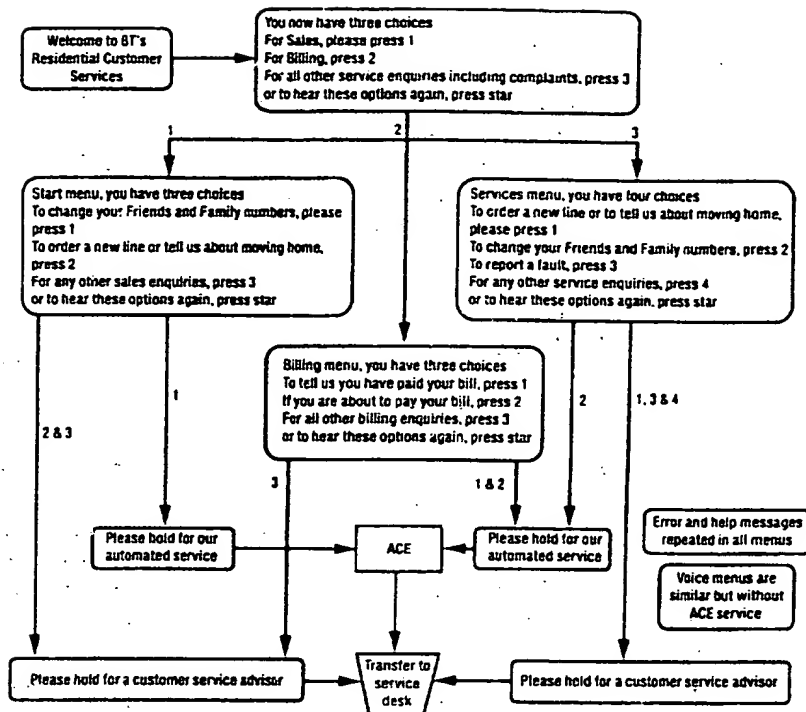 Welcome to BT's
Residential Customer
Services
You now have three choices
For Sales, please press 1
For Billing, press 2
For all other service enquiries including complaints, press 3
or to hear these options again, press star
1
2
3
Start menu, you have three choices
To change your Friends and Family numbers, please
press 1
To order a new line or tell us about moving home,
press 2
For any other sales enquiries, press 3
or to hear these options again, press star
Services menu, you have four choices
To order a new line or to tell us about moving home,
please press 1
To change your Friends and Family numbers, press 2
To report a fault, press 3
For any other service enquiries, press 4
or to hear these options again, press star
Billing menu, you have three choices
To tell us you have paid your bill, press 1
If you are about to pay your bill, press 2
For all other billing enquiries, press 3
or to hear these options again, press star
2 & 3
1
2
1, 3 & 4
3
1 & 2
Please hold for our
automated service
ACE
Please hold for our
automated service
Error and help messages
repeated in all menus
Voice menus are
similar but without
ACE service
Please hold for a customer service advisor
Transfer to
service
desk
Please hold for a customer service advisor